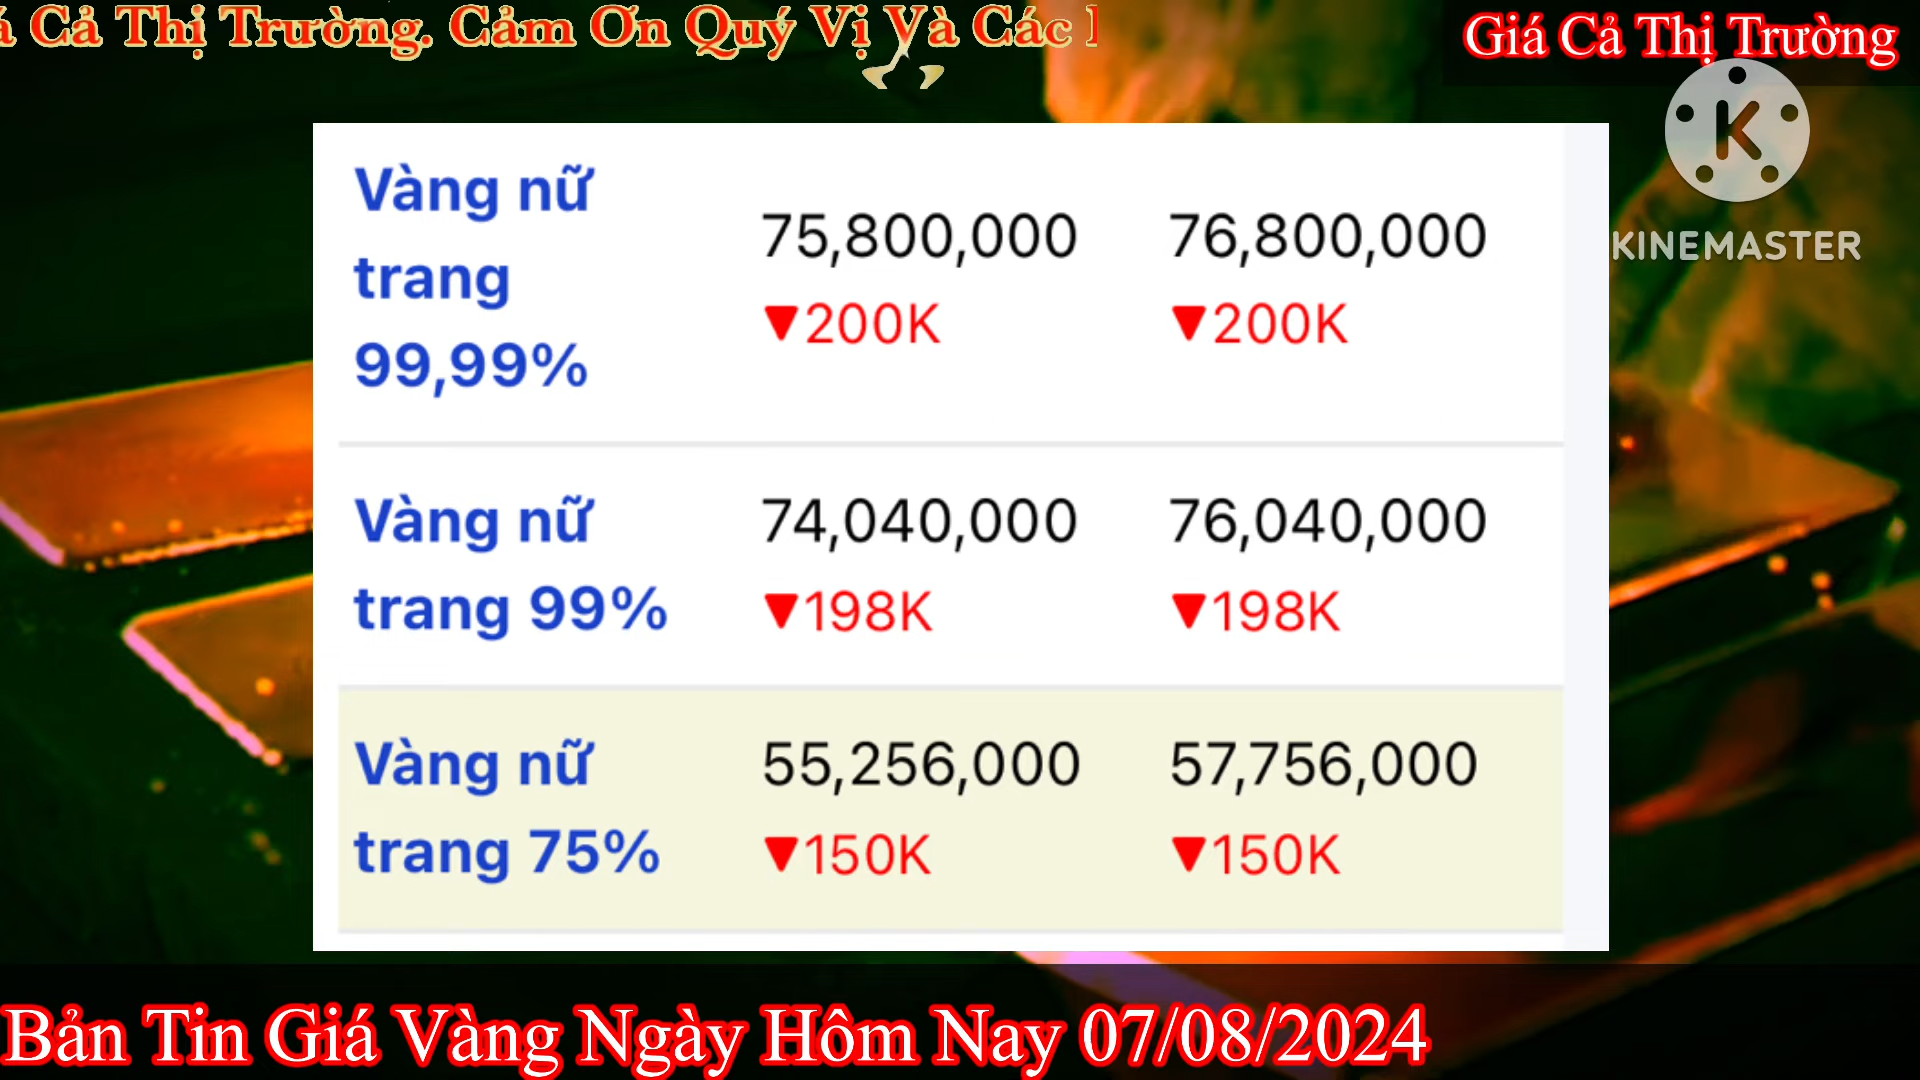 Cả Thị Trường. Cảm Ơn Quý Vị Và Các
Giá Cả Thị Trường
KINEMASTER
Vàng nữ
trang
99,99%
75,800,000
76,800,000
▼200K
▼200K
Vàng nữ
trang 99%
74,040,000
76,040,000
▼198K
▼198K
Vàng nữ
trang 75%
55,256,000
57,756,000
▼150K
▼150K
Bản Tin Giá Vàng Ngày Hôm Nay 07/08/2024